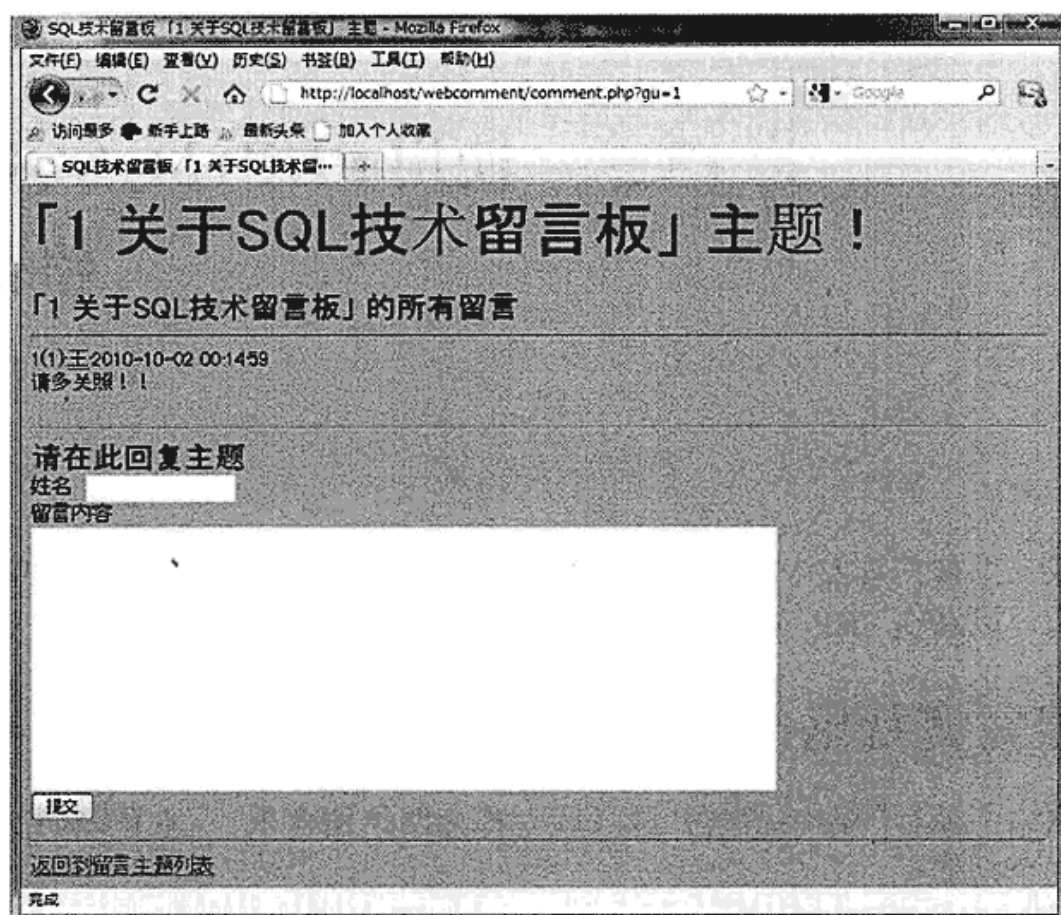 SQL技术留言板「1 关于SQL技术留言板」主题 - Mozilla Firefox
文件(F) 编辑(E) 查看(V) 历史(S) 书签(B) 工具(T) 帮助(H)
http://localhost/webcomment/comment.php?gu=1
Google
访问最多 新手上路 最新头条 加入个人收藏
SQL技术留言板「1 关于SQL技术留…
「1 关于SQL技术留言板」主题！
「1 关于SQL技术留言板」的所有留言
1(1):王:2010-10-02 00:14:59
请多关照！！
请在此回复主题
姓名
留言内容
提交
返回到留言主题列表
完成